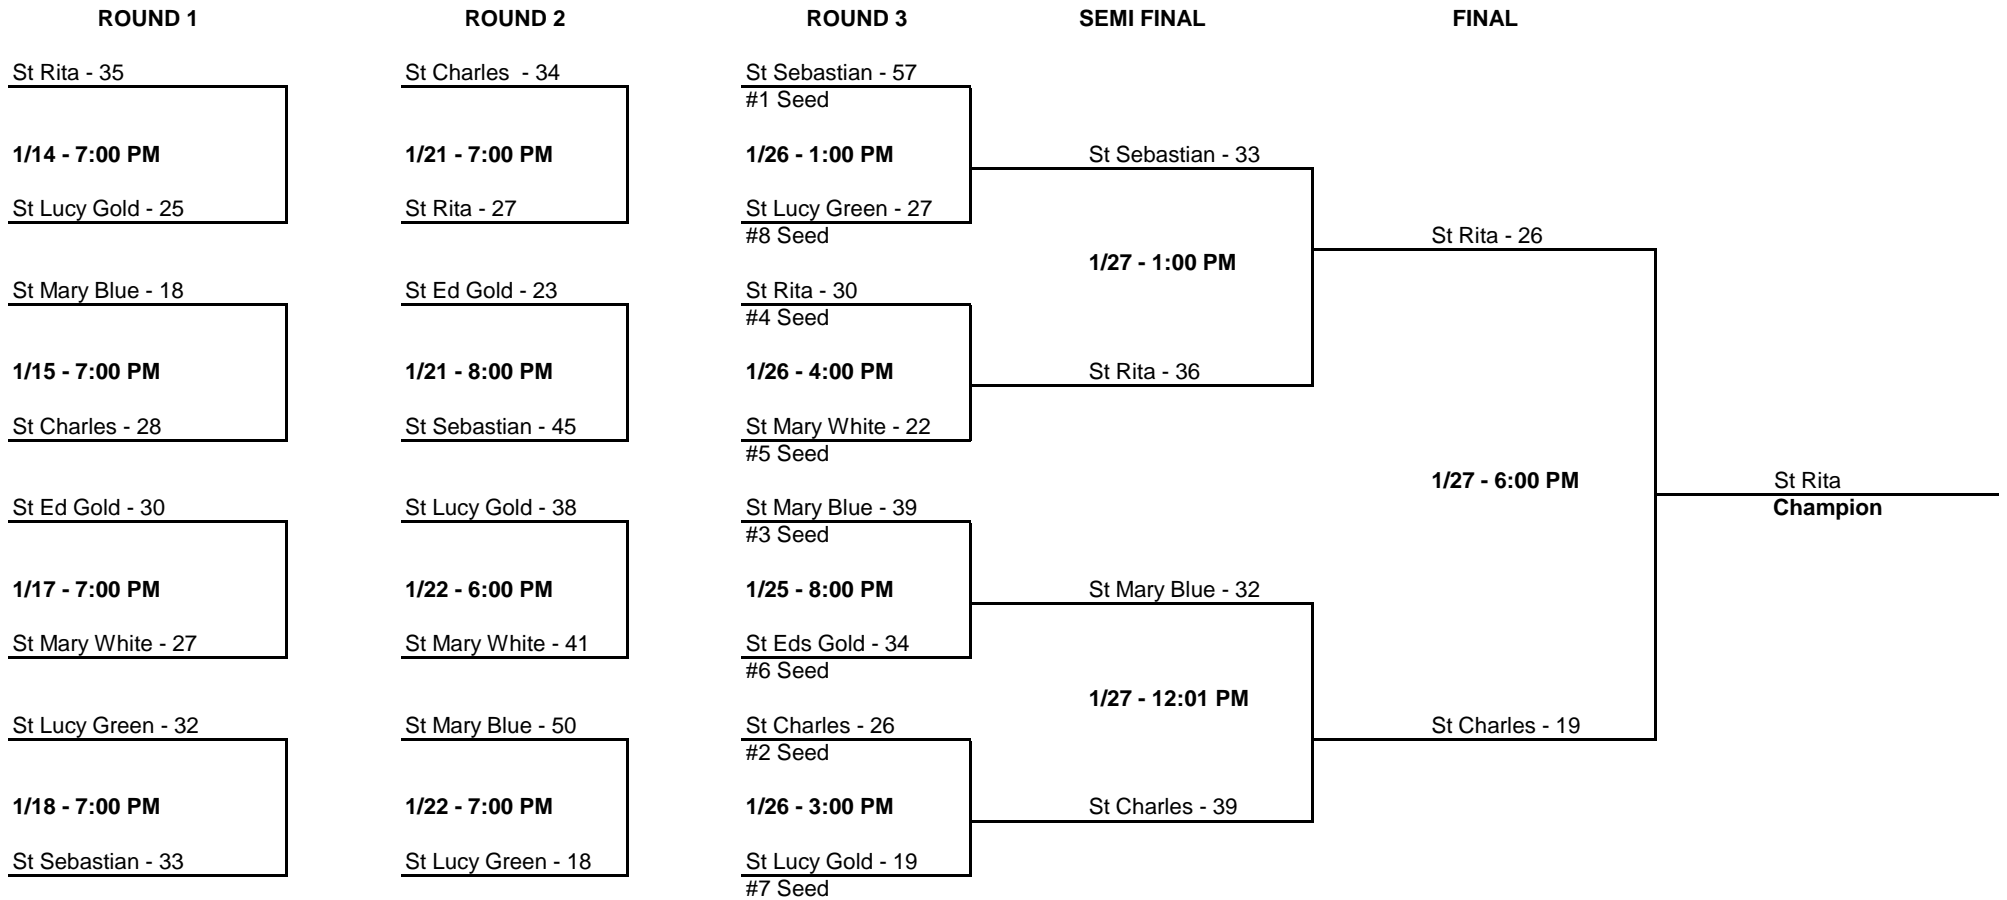 ROUND 1
ROUND 2
ROUND 3
SEMI FINAL
FINAL
St Rita - 35
1/14 - 7:00 PM
St Lucy Gold - 25
St Mary Blue - 18
1/15 - 7:00 PM
St Charles - 28
St Ed Gold - 30
1/17 - 7:00 PM
St Mary White - 27
St Lucy Green - 32
1/18 - 7:00 PM
St Sebastian - 33
St Charles - 34
1/21 - 7:00 PM
St Rita - 27
St Ed Gold - 23
1/21 - 8:00 PM
St Sebastian - 45
St Lucy Gold - 38
1/22 - 6:00 PM
St Mary White - 41
St Mary Blue - 50
1/22 - 7:00 PM
St Lucy Green - 18
St Sebastian - 57
#1 Seed
1/26 - 1:00 PM
St Lucy Green - 27
#8 Seed
St Rita - 30
#4 Seed
1/26 - 4:00 PM
St Mary White - 22
#5 Seed
St Mary Blue - 39
#3 Seed
1/25 - 8:00 PM
St Eds Gold - 34
#6 Seed
St Charles - 26
#2 Seed
1/26 - 3:00 PM
St Lucy Gold - 19
#7 Seed
St Sebastian - 33
1/27 - 1:00 PM
St Rita - 36
St Mary Blue - 32
1/27 - 12:01 PM
St Charles - 39
St Rita - 26
1/27 - 6:00 PM
St Charles - 19
St Rita
Champion